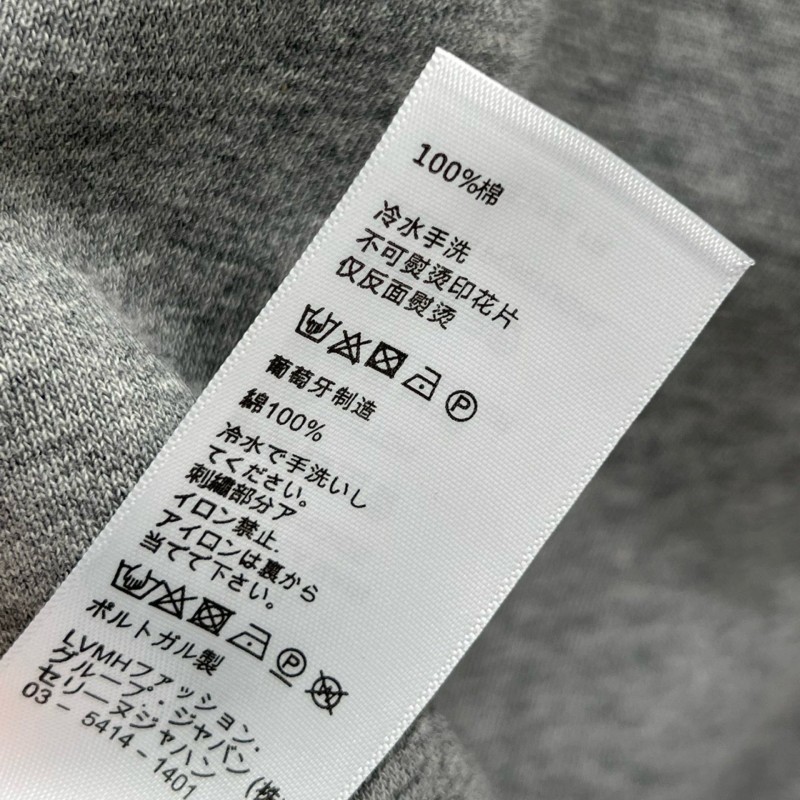 100%棉
冷水手洗
不可熨烫印花片
仅反面熨烫
葡萄牙制造
綿100%
冷水で手洗いし
てください。
刺繡部分ア
イロン禁止.
アイロンは裏から
当てて下さい。
ポルトガル製
LVMHファッション.
グループ.ジャパン
セリーヌジャハン (株
03 - 5414-1401